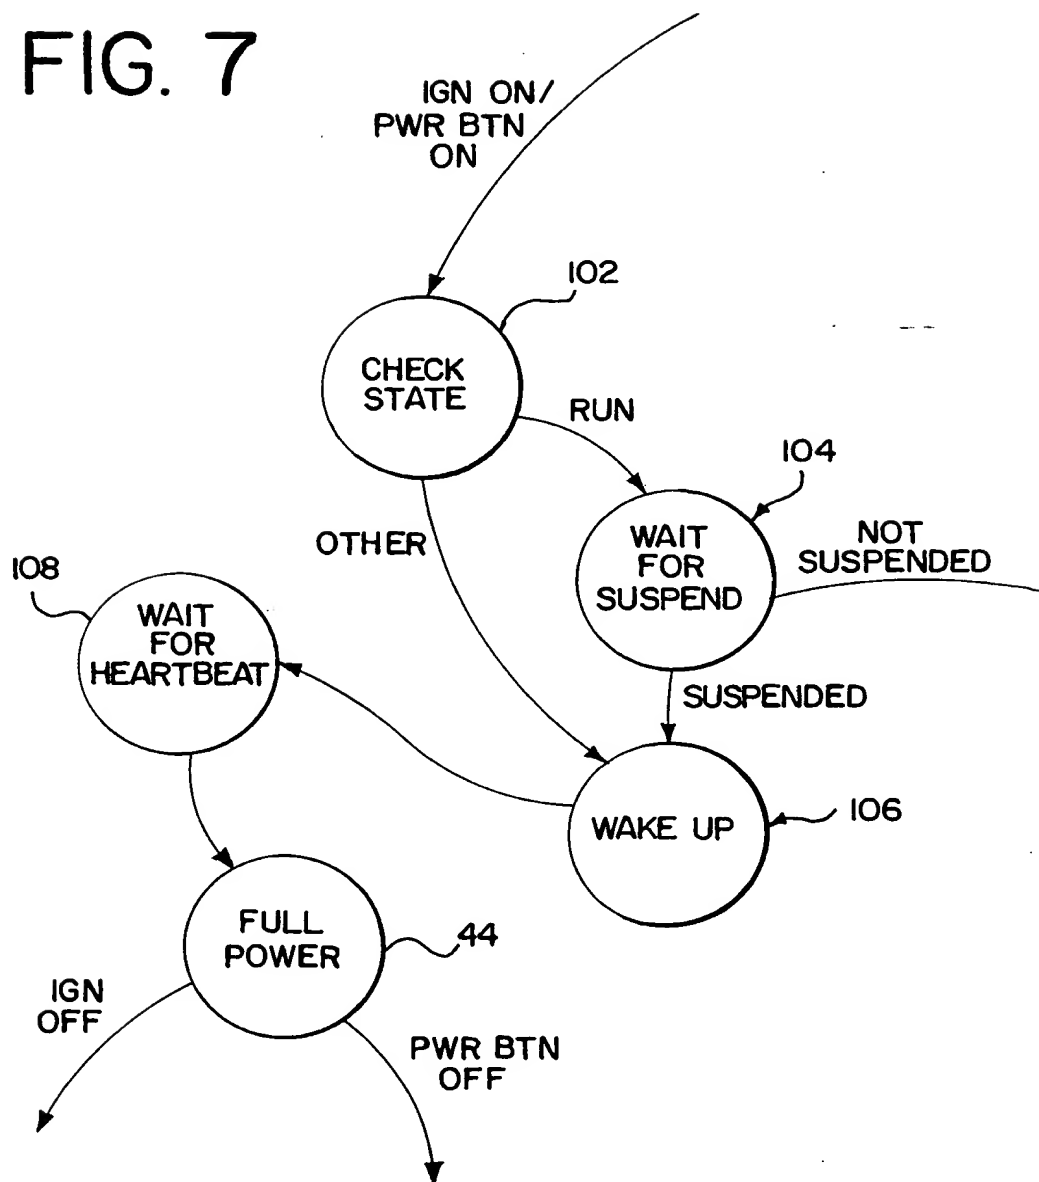 FIG. 7
IGN ON/
PWR BTN
ON
102
CHECK
STATE
RUN
104
OTHER
WAIT
FOR
SUSPEND
NOT
SUSPENDED
108
WAIT
FOR
HEARTBEAT
SUSPENDED
WAKE UP
106
FULL
POWER
44
IGN
OFF
PWR BTN
OFF